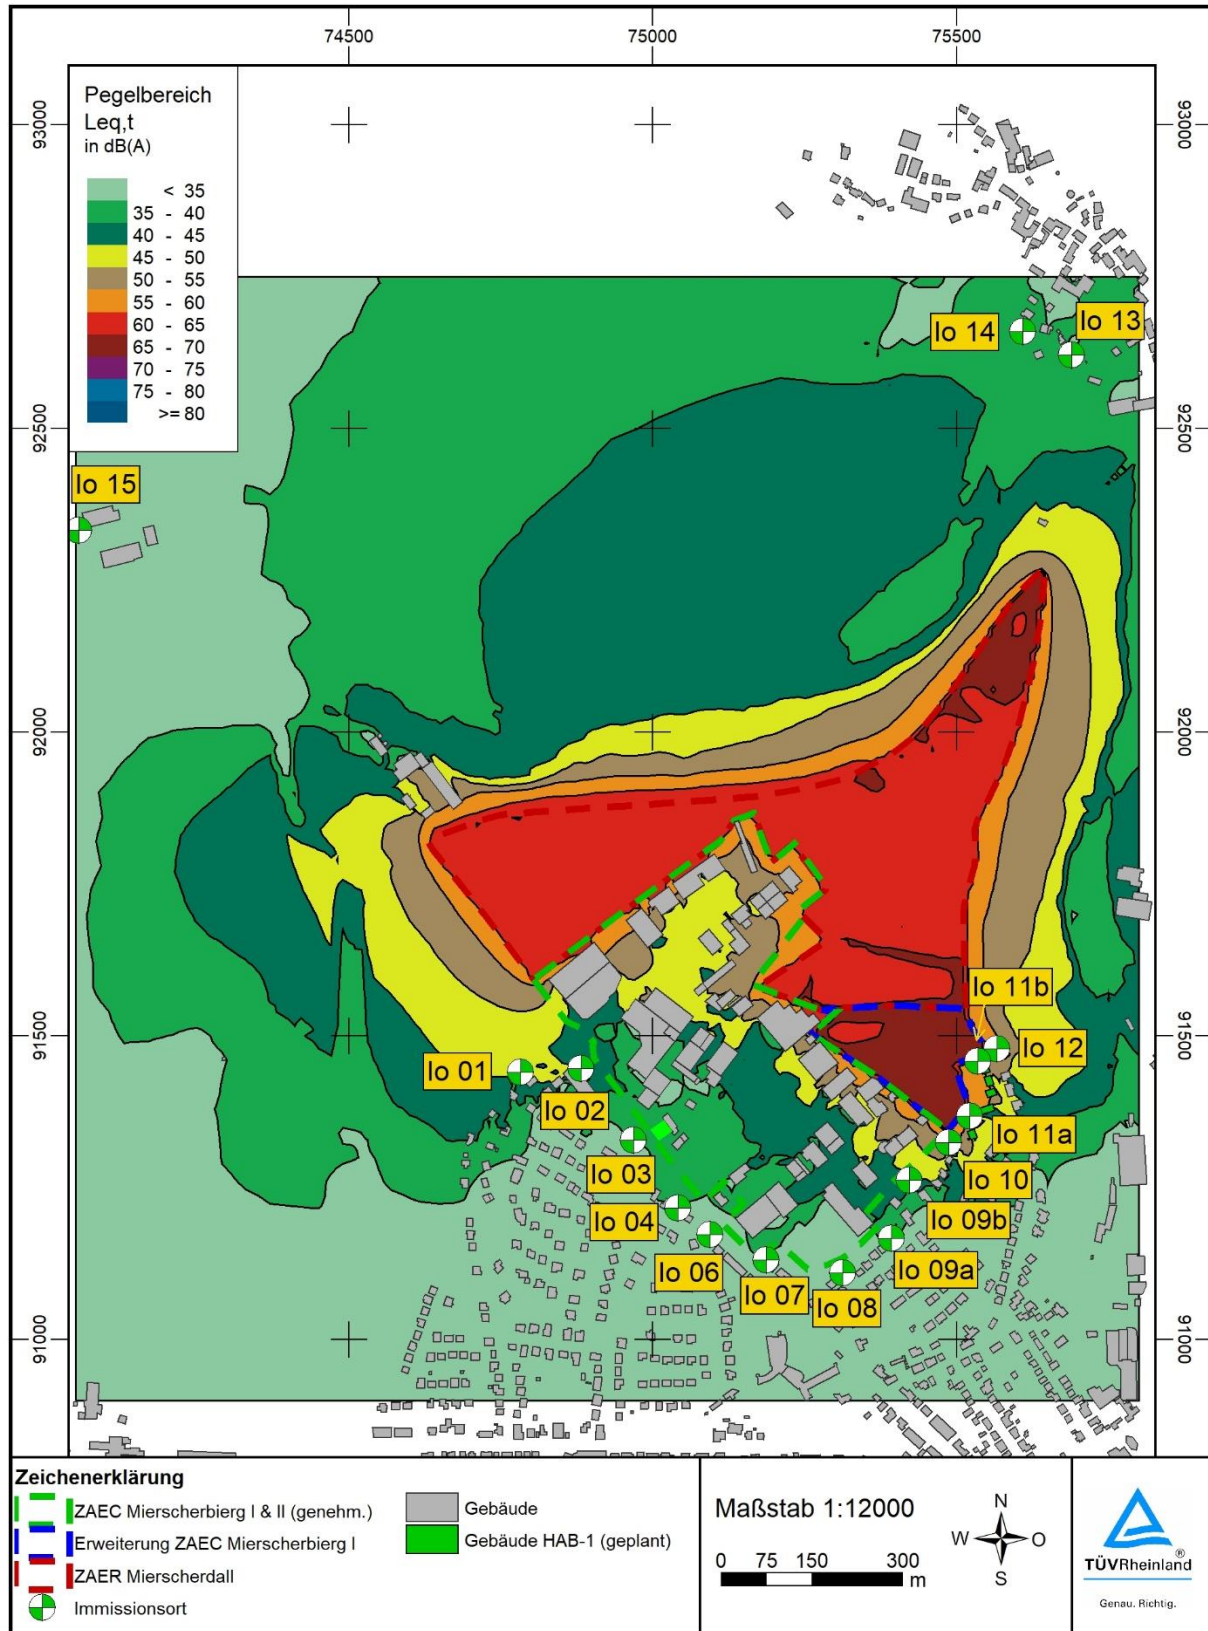 74500 75000 75500
Pegelbereich
Leq,t
in dB(A)
< 35
35 - 40
40 - 45
45 - 50
50 - 55
55 - 60
60 - 65
65 - 70
70 - 75
75 - 80
>= 80
93000 93000
Io 14 Io 13
92500 92500
Io 15
92000 92000
Io 11b
91500 91500
Io 12
Io 01
Io 02
Io 11a
Io 03
Io 10
Io 04
Io 09b
Io 06
Io 09a
Io 07
Io 08
91000 91000
Zeichenerklärung
ZAEC Mierscherbierg I & II (genehm.)
Erweiterung ZAEC Mierscherbierg I
ZAER Mierscherdall
Immissionsort
Gebäude
Gebäude HAB-1 (geplant)
Maßstab 1:12000
0 75 150 300
m
N
W O
S
TÜVRheinland®
Genau. Richtig.